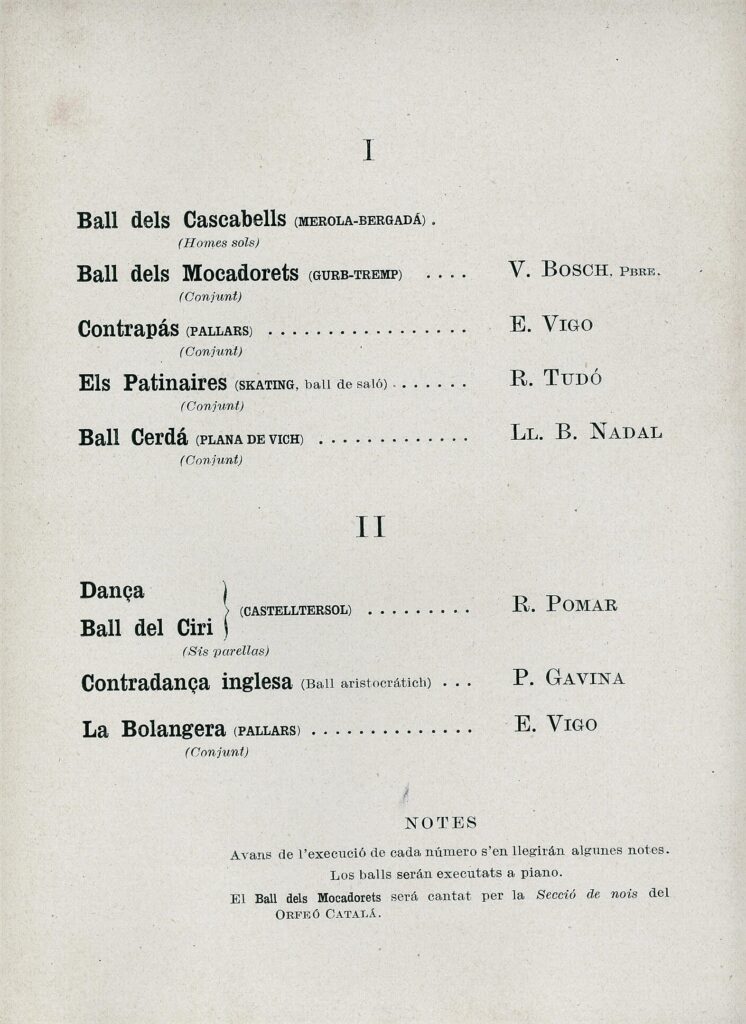 I
Ball dels Cascabells (MEROLA-BERGADÁ) .
(Homes sols)
Ball dels Mocadorets (GURB-TREMP) .... V. BOSCH, PBRE.
(Conjunt)
Contrapás (PALLARS) .................. E. VIGO
(Conjunt)
Els Patinaires (SKATING, ball de saló) ....... R. TUDÓ
(Conjunt)
Ball Cerdá (PLANA DE VICH) ............. LL. B. NADAL
(Conjunt)
II
Dança
Ball del Ciri } (CASTELLTERSOL) ......... R. POMAR
(Sis parellas)
Contradança inglesa (Ball aristocrátich) ... P. GAVINA
La Bolangera (PALLARS) .............. E. VIGO
(Conjunt)
NOTES
Avans de l'execució de cada número s'en llegirán algunes notes.
Los balls serán executats a piano.
El Ball dels Mocadorets será cantat per la Secció de nois del
ORFEÓ CATALÁ.